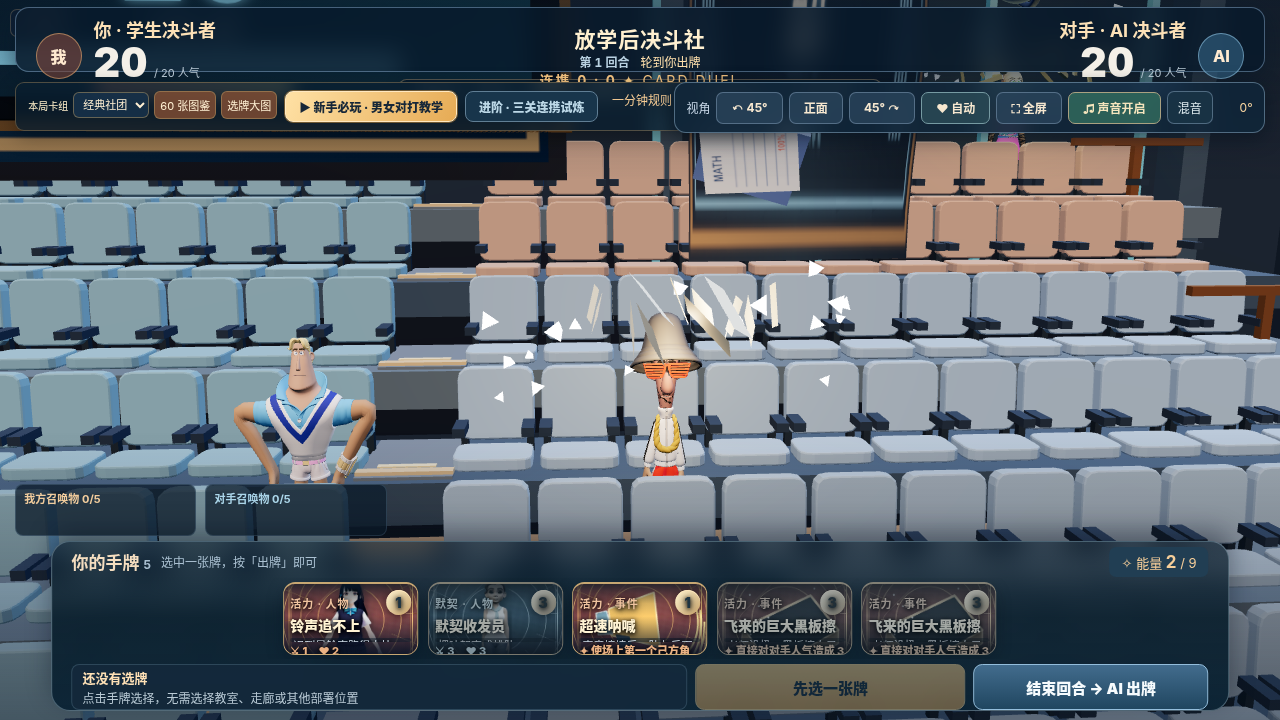 我
你 · 学生决斗者
20 / 20 人气
放学后决斗社
第 1 回合 轮到你出牌
连携 0 : 0 ✦ CARD DUEL
对手 · AI 决斗者
20 / 20 人气
AI
本局卡组
经典社团
60 张图鉴
选牌大图
▶ 新手必玩 · 男女对打教学
进阶 · 三关连携试炼
一分钟规则
视角
↶ 45°
正面
45° ↷
♥ 自动
⛶ 全屏
♫ 声音开启
混音
0°
MATH
100%
我方召唤物 0/5
对手召唤物 0/5
你的手牌 5 选中一张牌，按「出牌」即可
✧ 能量 2 / 9
活力 · 人物 1
铃声追不上
⚔ 1 ♥ 2
默契 · 人物 3
默契收发员
⚔ 3 ♥ 3
活力 · 事件 1
超速呐喊
✦ 使场上第一个己方角
活力 · 事件 3
飞来的巨大黑板擦
✦ 直接对对手人气造成 3
活力 · 事件 3
飞来的巨大黑板擦
✦ 直接对对手人气造成 3
还没有选牌
点击手牌选择，无需选择教室、走廊或其他部署位置
先选一张牌
结束回合 → AI 出牌